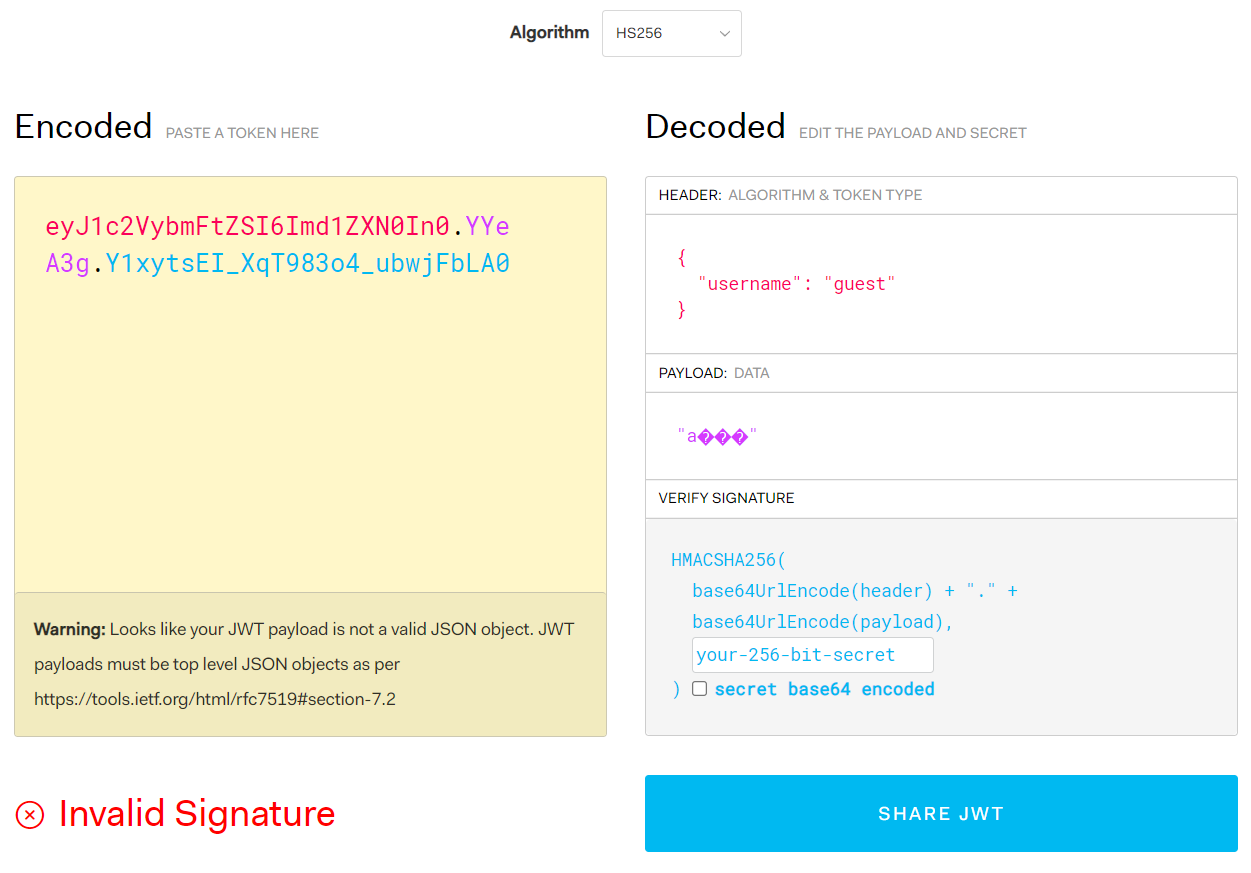 Algorithm HS256
Encoded PASTE A TOKEN HERE
eyJ1c2VybmFtZSI6Imd1ZXN0In0.YYe
A3g.Y1xytsEI_XqT983o4_ubwjFbLA0
Warning: Looks like your JWT payload is not a valid JSON object. JWT
payloads must be top level JSON objects as per
https://tools.ietf.org/html/rfc7519#section-7.2
Invalid Signature
Decoded EDIT THE PAYLOAD AND SECRET
HEADER: ALGORITHM & TOKEN TYPE
{
"username": "guest"
}
PAYLOAD: DATA
"a���"
VERIFY SIGNATURE
HMACSHA256(
base64UrlEncode(header) + "." +
base64UrlEncode(payload),
your-256-bit-secret
) secret base64 encoded
SHARE JWT